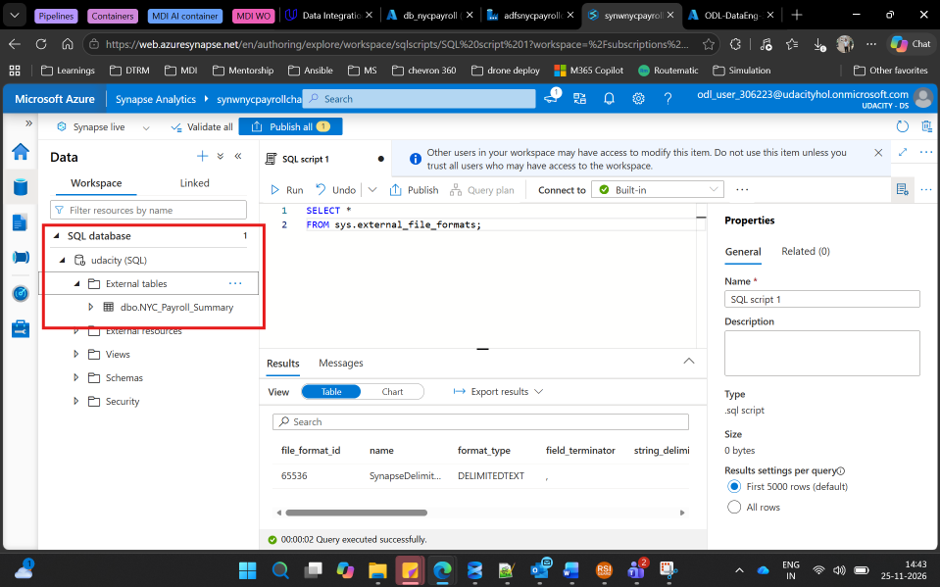 Pipelines Containers MDI AI container MDI WO Data Integration db_nycpayroll adfsnycpayroll synwnycpayroll ODL-DataEng
https://web.azuresynapse.net/en/authoring/explore/workspace/sqlscripts/SQL%20script%201?workspace=%2Fsubscriptions%2... Chat
Learnings DTRM MDI Mentorship Ansible MS chevron 360 drone deploy M365 Copilot Routematic Simulation Other favorites
Microsoft Azure Synapse Analytics synwnycpayrollcha Search 1 odl_user_306223@udacityhol.onmicrosoft.com
UDACITY - DS
Synapse live Validate all Publish all 1
Data
Workspace Linked
Filter resources by name
SQL database 1
udacity (SQL)
External tables ...
dbo.NYC_Payroll_Summary
External resources
Views
Schemas
Security
SQL script 1
Other users in your workspace may have access to modify this item. Do not use this item unless you
trust all users who may have access to the workspace.
Run Undo Publish Query plan Connect to Built-in ...
1 SELECT *
2 FROM sys.external_file_formats;
Results Messages
View Table Chart Export results
Search
file_format_id name format_type field_terminator string_delimi
65536 SynapseDelimit... DELIMITEDTEXT ,
00:00:02 Query executed successfully.
Properties
General Related (0)
Name *
SQL script 1
Description
Type
.sql script
Size
0 bytes
Results settings per query
First 5000 rows (default)
All rows
2
ENG
IN
14:43
25-11-2026